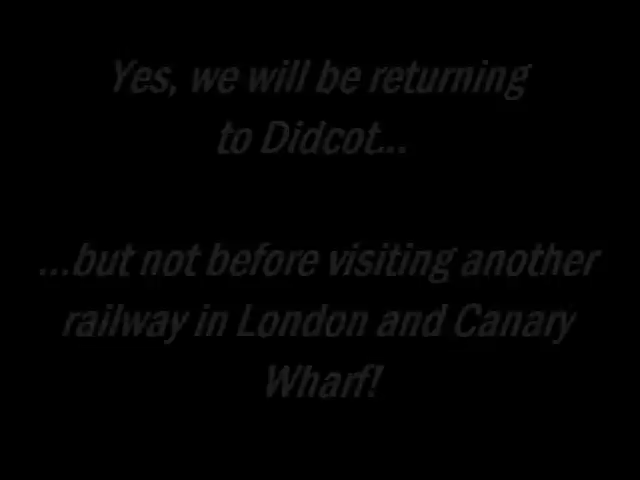 Yes, we will be returning
to Didcot...
...but not before visiting another
railway in London and Canary
Wharf!